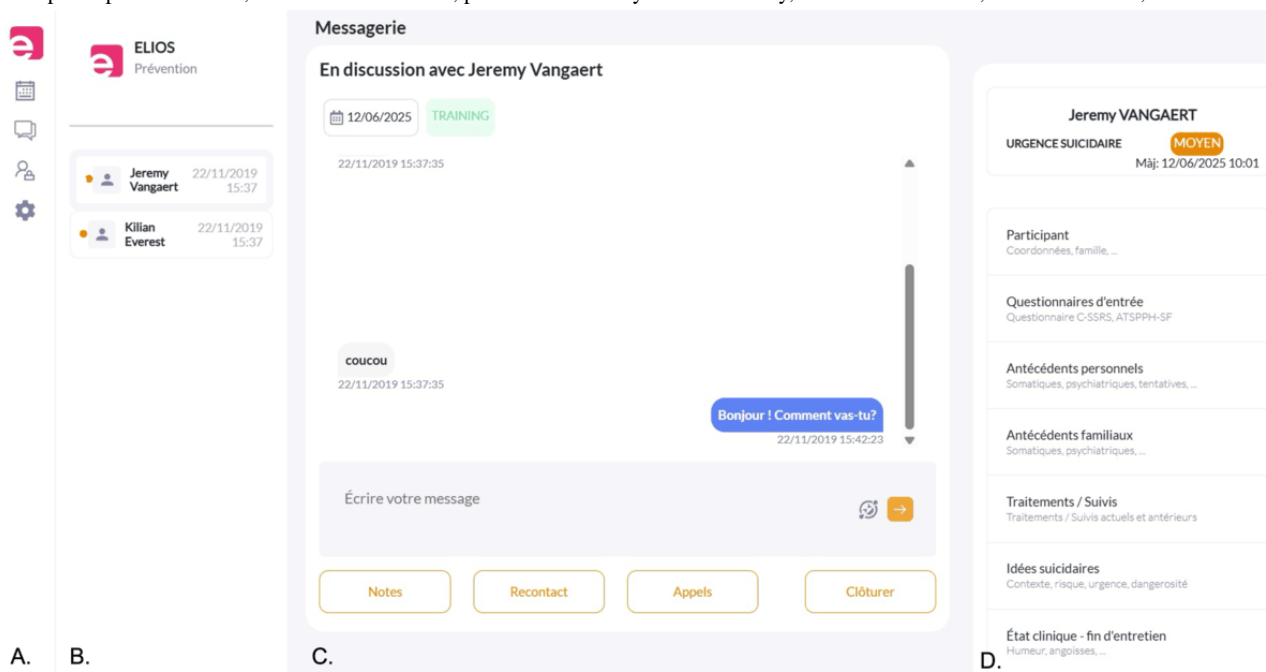 ELIOS
Prévention
Jeremy Vangaert
22/11/2019 15:37
Kilian Everest
22/11/2019 15:37
Messagerie
En discussion avec Jeremy Vangaert
12/06/2025
TRAINING
22/11/2019 15:37:35
coucou
22/11/2019 15:37:35
Bonjour ! Comment vas-tu?
22/11/2019 15:42:23
Écrire votre message
Notes
Recontact
Appels
Clôturer
Jeremy VANGAERT
URGENCE SUICIDAIRE MOYEN
Màj: 12/06/2025 10:01
Participant
Coordonnées, famille, ...
Questionnaires d'entrée
Questionnaire C-SSRS, ATSPPH-SF
Antécédents personnels
Somatiques, psychiatriques, tentatives, ...
Antécédents familiaux
Somatiques, psychiatriques, ...
Traitements / Suivis
Traitements / Suivis actuels et antérieurs
Idées suicidaires
Contexte, risque, urgence, dangerosité
État clinique - fin d'entretien
Humeur, angoisses, ...
A.
B.
C.
D.